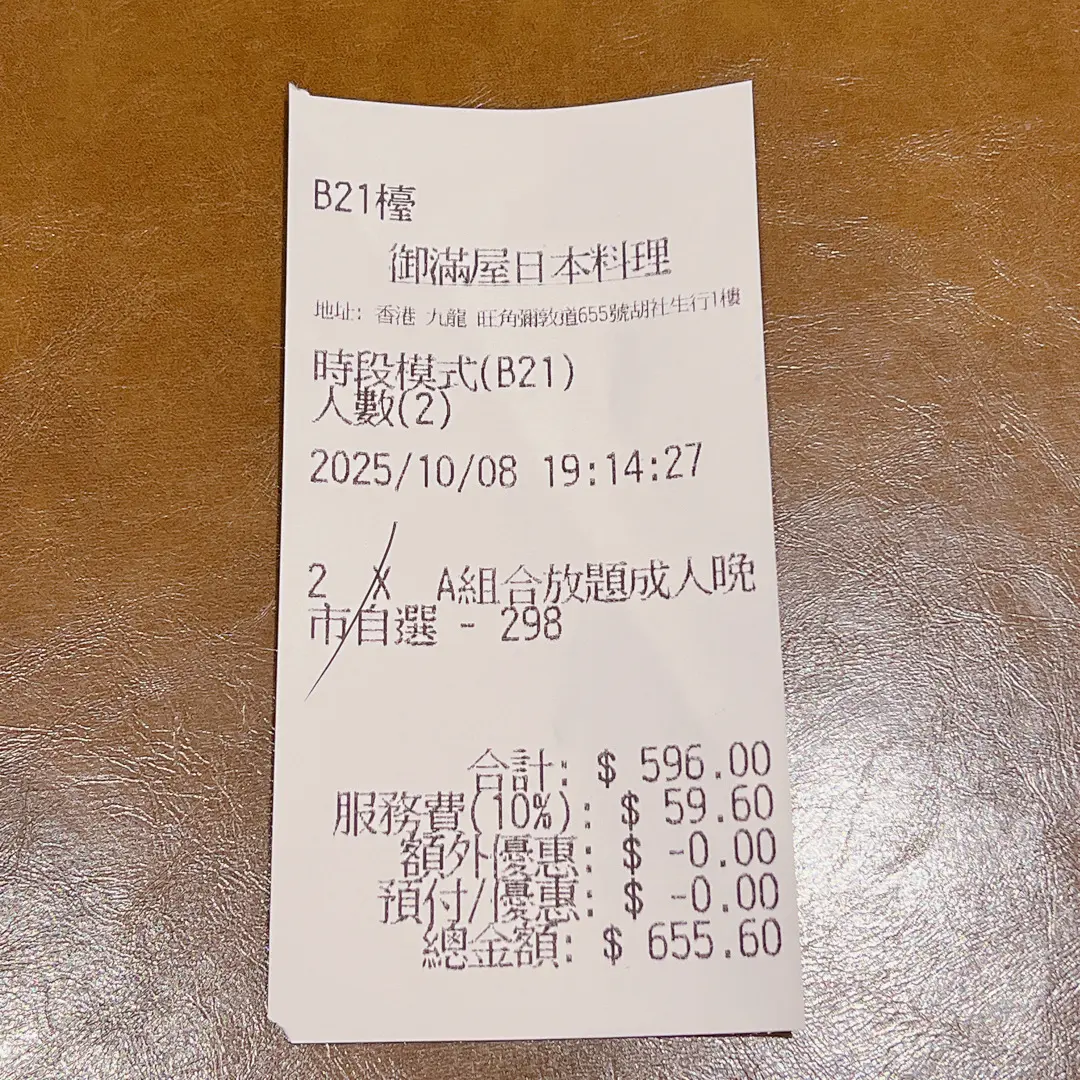 B21檯
御滿屋日本料理
地址: 香港 九龍 旺角彌敦道655號胡社生行1樓
時段模式(B21)
人數(2)
2025/10/08 19:14:27
2 X A組合放題成人晚
市自選 - 298
合計: $ 596.00
服務費(10%): $ 59.60
額外優惠: $ -0.00
預付/優惠: $ -0.00
總金額: $ 655.60